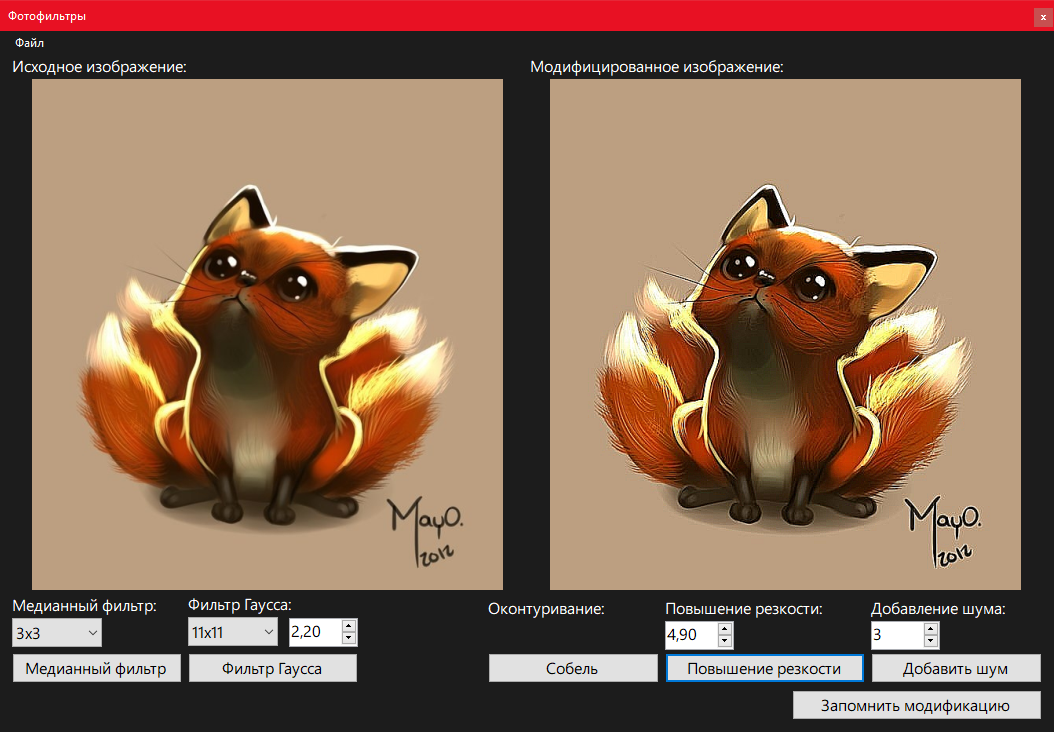 Фотофильтры
x
Файл
Исходное изображение:
Модифицированное изображение:
MayO.
2012
MayO.
2012
Медианный фильтр:
Фильтр Гаусса:
Оконтуривание:
Повышение резкости:
Добавление шума:
3x3
11x11
2,20
4,90
3
Медианный фильтр
Фильтр Гаусса
Собель
Повышение резкости
Добавить шум
Запомнить модификацию